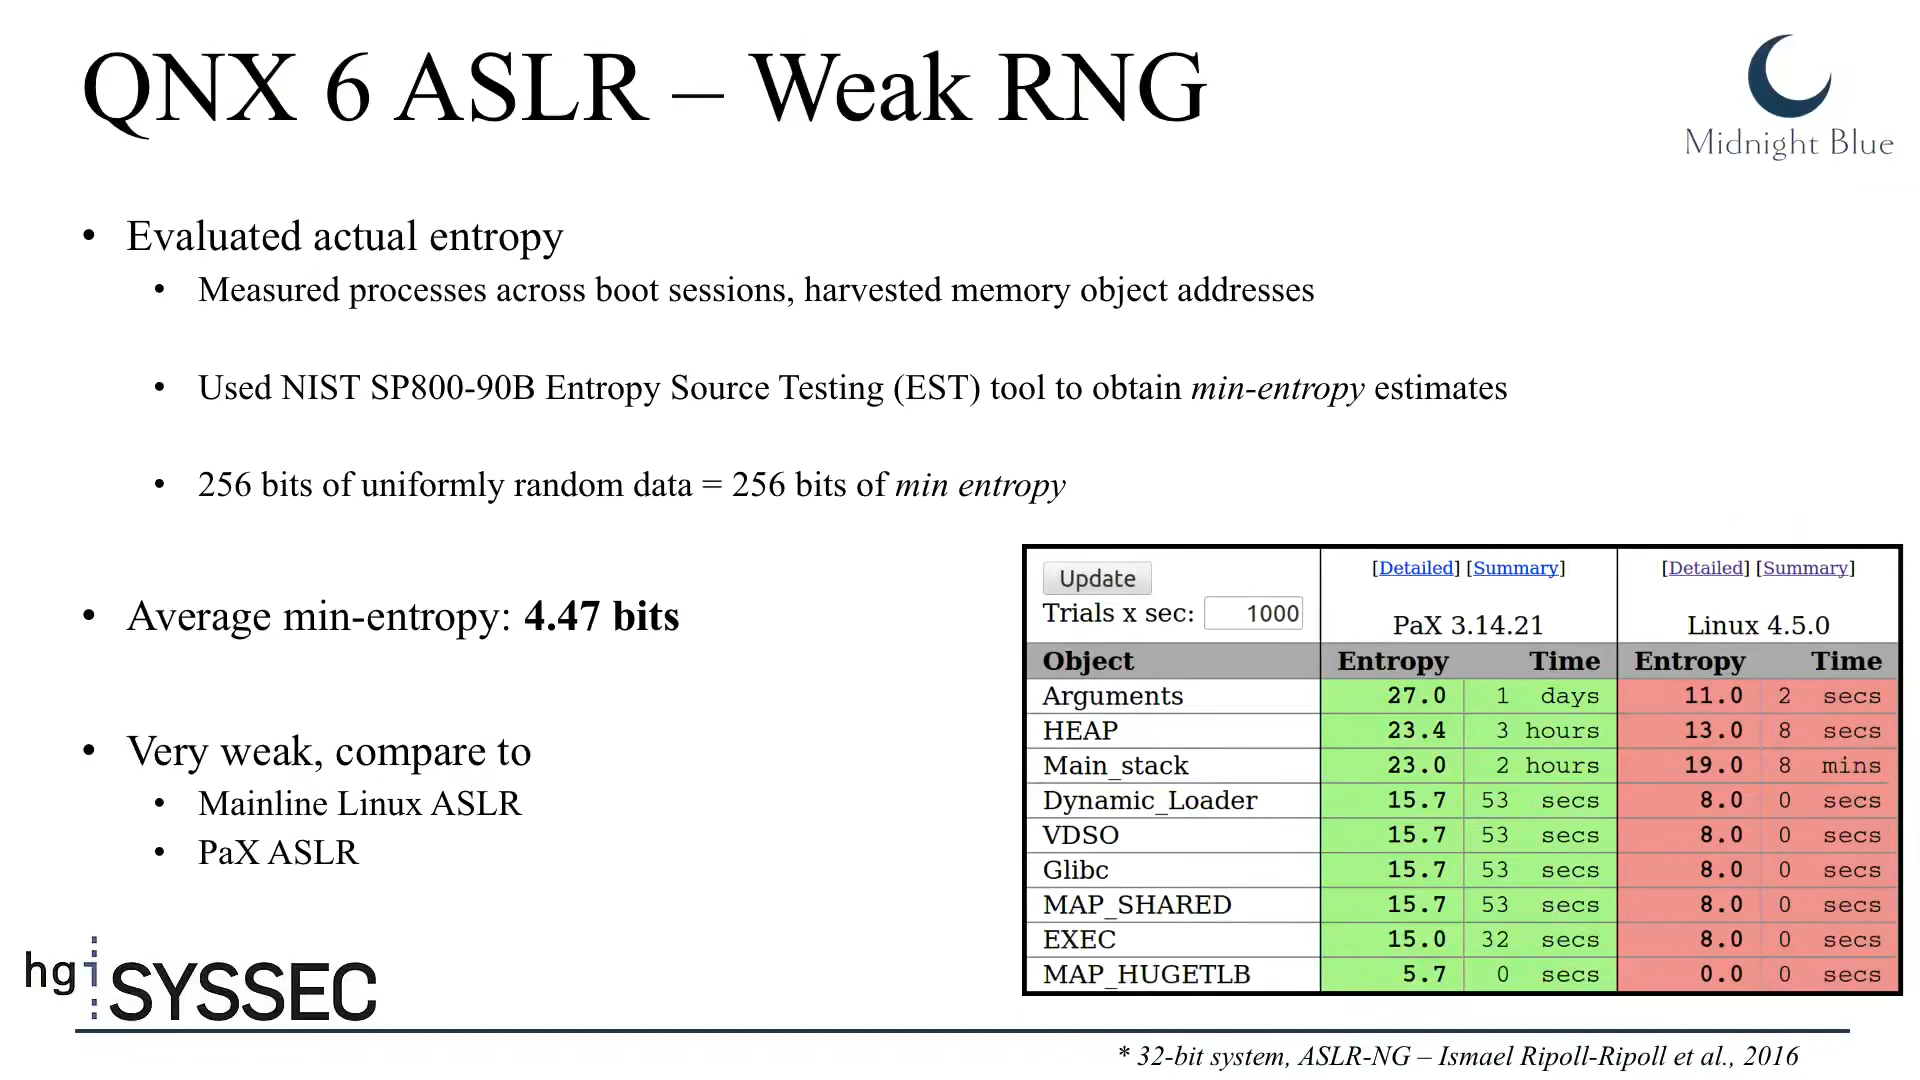 QNX 6 ASLR – Weak RNG
Midnight Blue
• Evaluated actual entropy
• Measured processes across boot sessions, harvested memory object addresses
• Used NIST SP800-90B Entropy Source Testing (EST) tool to obtain min-entropy estimates
• 256 bits of uniformly random data = 256 bits of min entropy
• Average min-entropy: 4.47 bits
• Very weak, compare to
• Mainline Linux ASLR
• PaX ASLR
Update [Detailed] [Summary] [Detailed] [Summary]
Trials x sec: 1000 PaX 3.14.21 Linux 4.5.0
Object Entropy Time Entropy Time
Arguments 27.0 1 days 11.0 2 secs
HEAP 23.4 3 hours 13.0 8 secs
Main_stack 23.0 2 hours 19.0 8 mins
Dynamic_Loader 15.7 53 secs 8.0 0 secs
VDSO 15.7 53 secs 8.0 0 secs
Glibc 15.7 53 secs 8.0 0 secs
MAP_SHARED 15.7 53 secs 8.0 0 secs
EXEC 15.0 32 secs 8.0 0 secs
MAP_HUGETLB 5.7 0 secs 0.0 0 secs
hgi SYSSEC
* 32-bit system, ASLR-NG – Ismael Ripoll-Ripoll et al., 2016